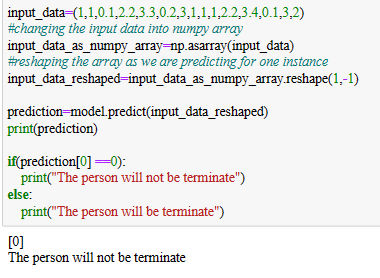 input_data=(1,1,0.1,2.2,3.3,0.2,3,1,1,1,2.2,3.4,0.1,3,2)
#changing the input data into numpy array
input_data_as_numpy_array=np.asarray(input_data)
#reshaping the array as we are predicting for one instance
input_data_reshaped=input_data_as_numpy_array.reshape(1,-1)
prediction=model.predict(input_data_reshaped)
print(prediction)
if(prediction[0] ==0):
print("The person will not be terminate")
else:
print("The person will be terminate")
[0]
The person will not be terminate